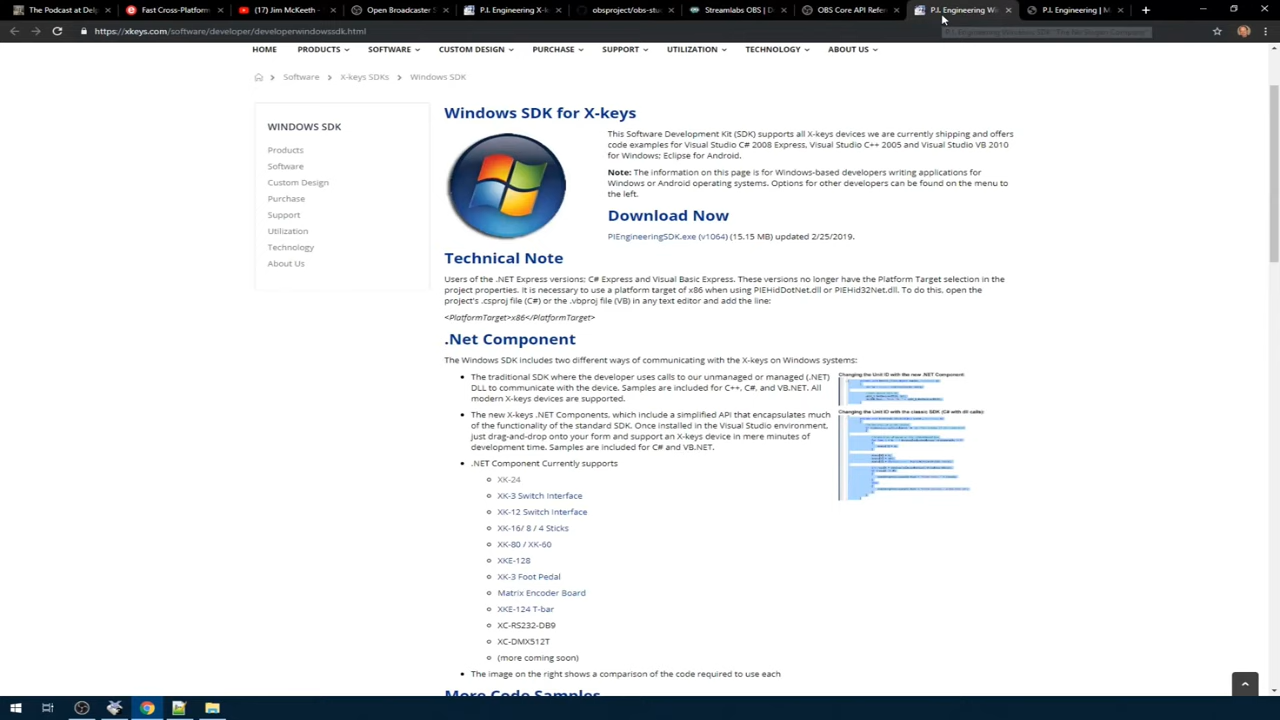 The Podcast at Delp
Fast Cross-Platform
(17) Jim McKeeth -
Open Broadcaster S
P.I. Engineering X-k
obsproject/obs-stu
Streamlabs OBS | D
OBS Core API Refer
P.I. Engineering Wi
P.I. Engineering | M
https://xkeys.com/software/developer/developerwindowssdk.html
HOME PRODUCTS SOFTWARE CUSTOM DESIGN PURCHASE SUPPORT UTILIZATION TECHNOLOGY ABOUT US
Software > X-keys SDKs > Windows SDK
WINDOWS SDK
Products
Software
Custom Design
Purchase
Support
Utilization
Technology
About Us
Windows SDK for X-keys
This Software Development Kit (SDK) supports all X-keys devices we are currently shipping and offers
code examples for Visual Studio C# 2008 Express, Visual Studio C++ 2005 and Visual Studio VB 2010
for Windows; Eclipse for Android.
Note: The information on this page is for Windows-based developers writing applications for
Windows or Android operating systems. Options for other developers can be found on the menu to
the left.
Download Now
PIEngineeringSDK.exe (v1064) (15.15 MB) updated 2/25/2019.
Technical Note
Users of the .NET Express versions: C# Express and Visual Basic Express. These versions no longer have the Platform Target selection in the
project properties. It is necessary to use a platform target of x86 when using PIEHidDotNet.dll or PIEHid32Net.dll. To do this, open the
project's .csproj file (C#) or the .vbproj file (VB) in any text editor and add the line:
<PlatformTarget>x86</PlatformTarget>
.Net Component
The Windows SDK includes two different ways of communicating with the X-keys on Windows systems:
The traditional SDK where the developer uses calls to our unmanaged or managed (.NET)
DLL to communicate with the device. Samples are included for C++, C#, and VB.NET. All
modern X-keys devices are supported.
The new X-keys .NET Components, which include a simplified API that encapsulates much
of the functionality of the standard SDK. Once installed in the Visual Studio environment,
just drag-and-drop onto your form and support an X-keys device in mere minutes of
development time. Samples are included for C# and VB.NET.
.NET Component Currently supports
XK-24
XK-3 Switch Interface
XK-12 Switch Interface
XK-16/ 8 / 4 Sticks
XK-80 / XK-60
XKE-128
XK-3 Foot Pedal
Matrix Encoder Board
XKE-124 T-bar
XC-RS232-DB9
XC-DMX512T
(more coming soon)
The image on the right shows a comparison of the code required to use each
Changing the Unit ID with the new .NET Component
Changing the Unit ID with the classic SDK (C# with dll calls)
More Code Samples